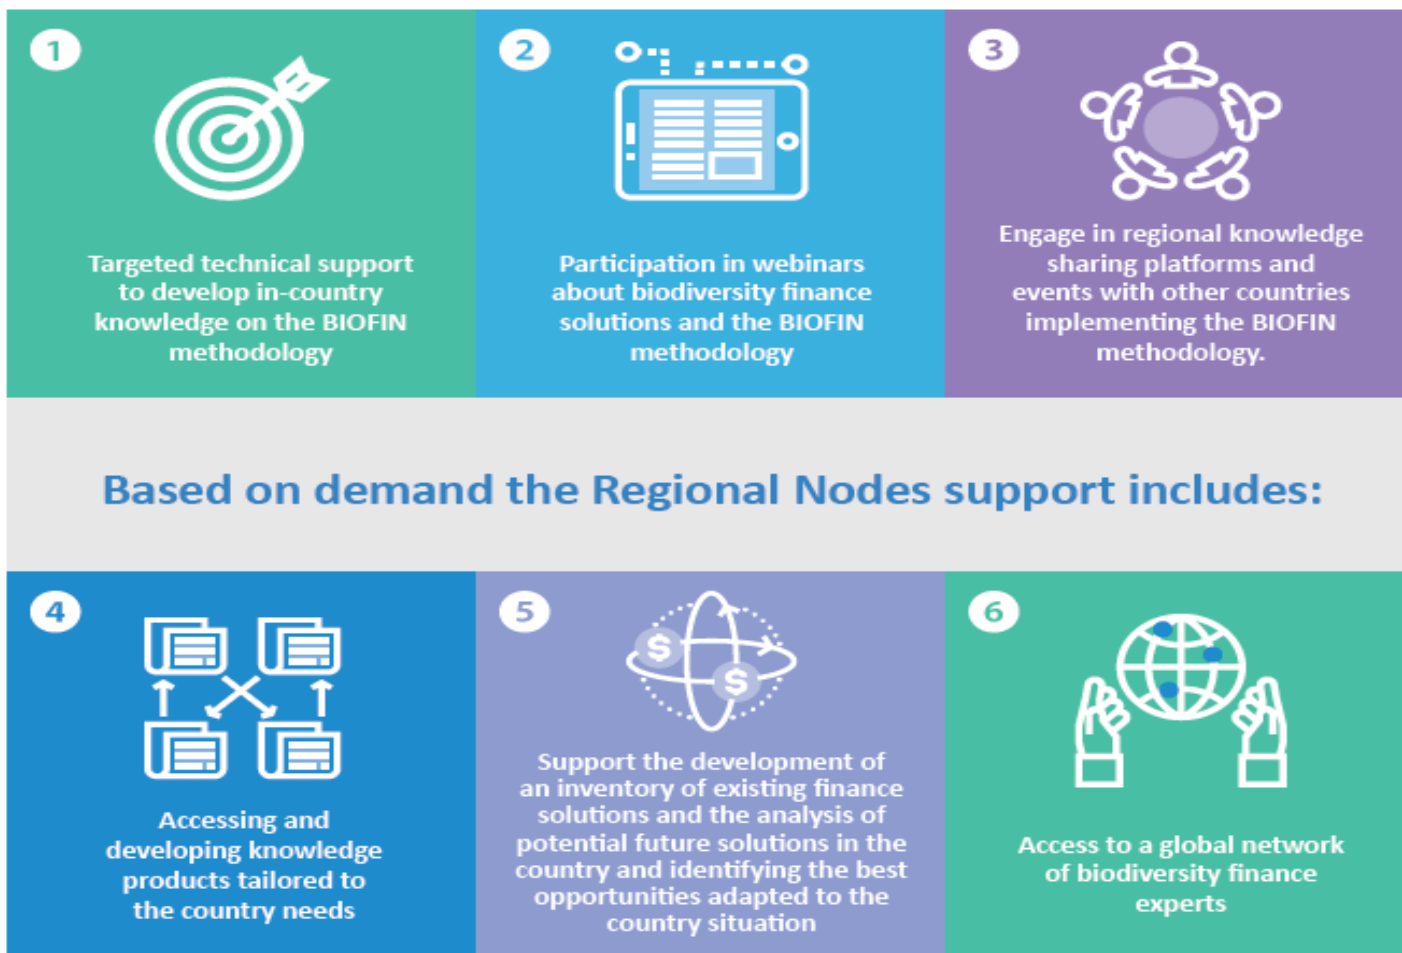 1
Targeted technical support
to develop in-country
knowledge on the BIOFIN
methodology
2
Participation in webinars
about biodiversity finance
solutions and the BIOFIN
methodology
3
Engage in regional knowledge
sharing platforms and
events with other countries
implementing the BIOFIN
methodology.
Based on demand the Regional Nodes support includes:
4
Accessing and
developing knowledge
products tailored to
the country needs
5
$
$
Support the development of
an inventory of existing finance
solutions and the analysis of
potential future solutions in the
country and identifying the best
opportunities adapted to the
country situation
6
Access to a global network
of biodiversity finance
experts